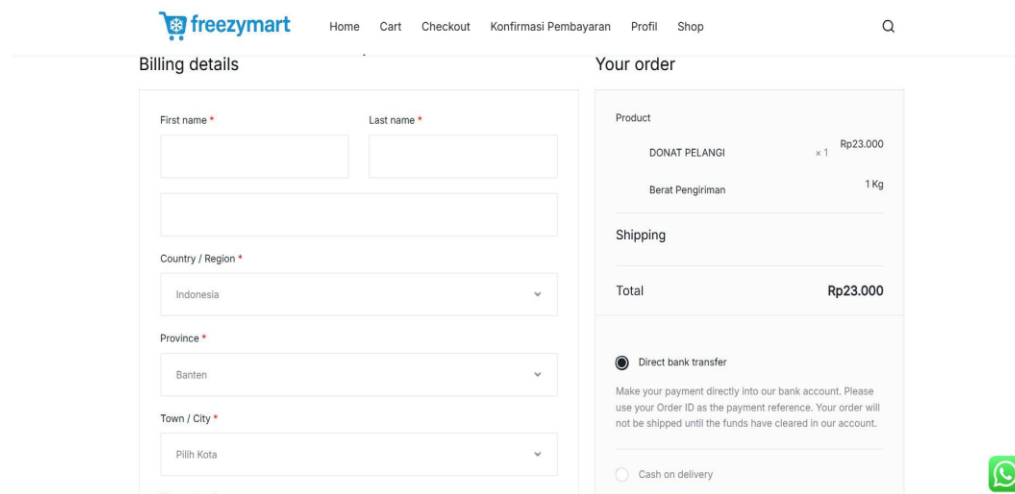 freezymart
Home Cart Checkout Konfirmasi Pembayaran Profil Shop
Billing details
First name *
Last name *
Country / Region *
Indonesia
Province *
Banten
Town / City *
Pilih Kota
Your order
Product
DONAT PELANGI × 1 Rp23.000
Berat Pengiriman 1 Kg
Shipping
Total Rp23.000
Direct bank transfer
Make your payment directly into our bank account. Please
use your Order ID as the payment reference. Your order will
not be shipped until the funds have cleared in our account.
Cash on delivery